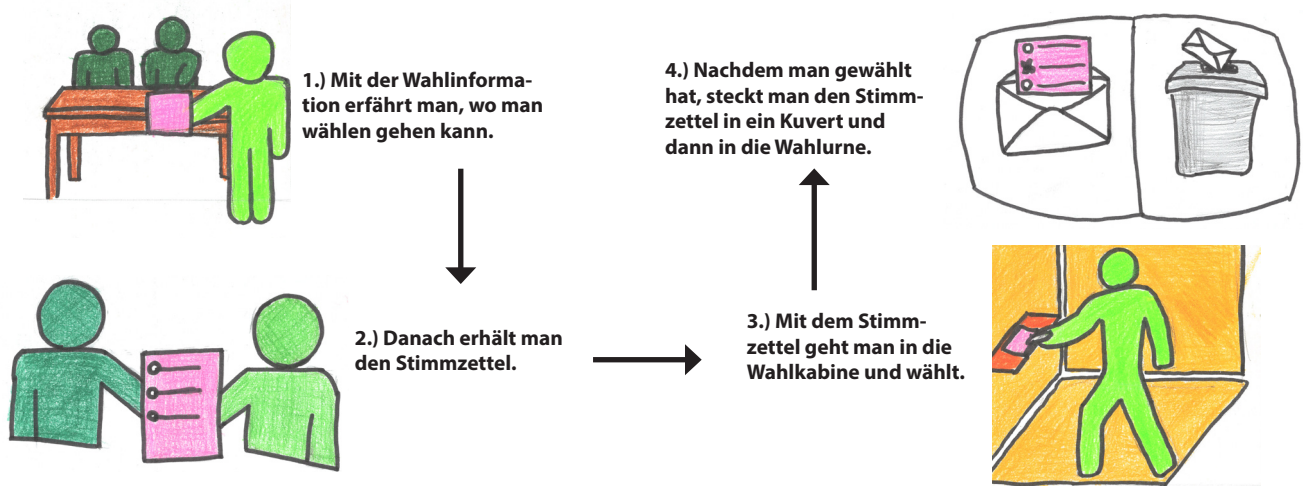 1.) Mit der Wahlinforma-
tion erfährt man, wo man
wählen gehen kann.
2.) Danach erhält man
den Stimmzettel.
3.) Mit dem Stimm-
zettel geht man in die
Wahlkabine und wählt.
4.) Nachdem man gewählt
hat, steckt man den Stimm-
zettel in ein Kuvert und
dann in die Wahlurne.